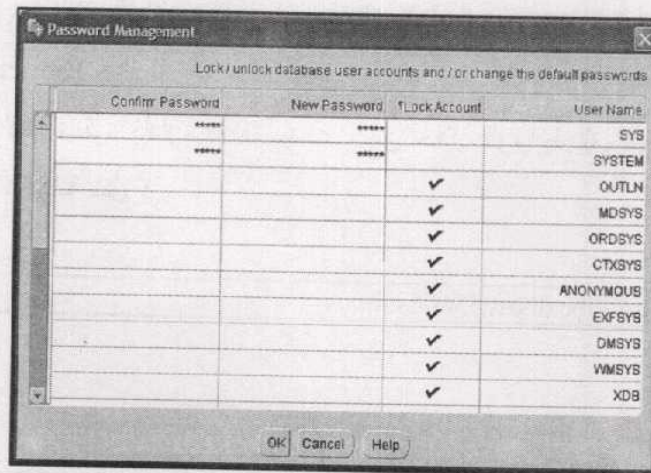 Password Management
Lock / unlock database user accounts and / or change the default passwords
Confirm Password New Password ¶Lock Account User Name
***** ***** SYS
***** ***** SYSTEM
✔ OUTLN
✔ MDSYS
✔ ORDSYS
✔ CTXSYS
✔ ANONYMOUS
✔ EXFSYS
✔ DMSYS
✔ WMSYS
✔ XDB
OK Cancel Help